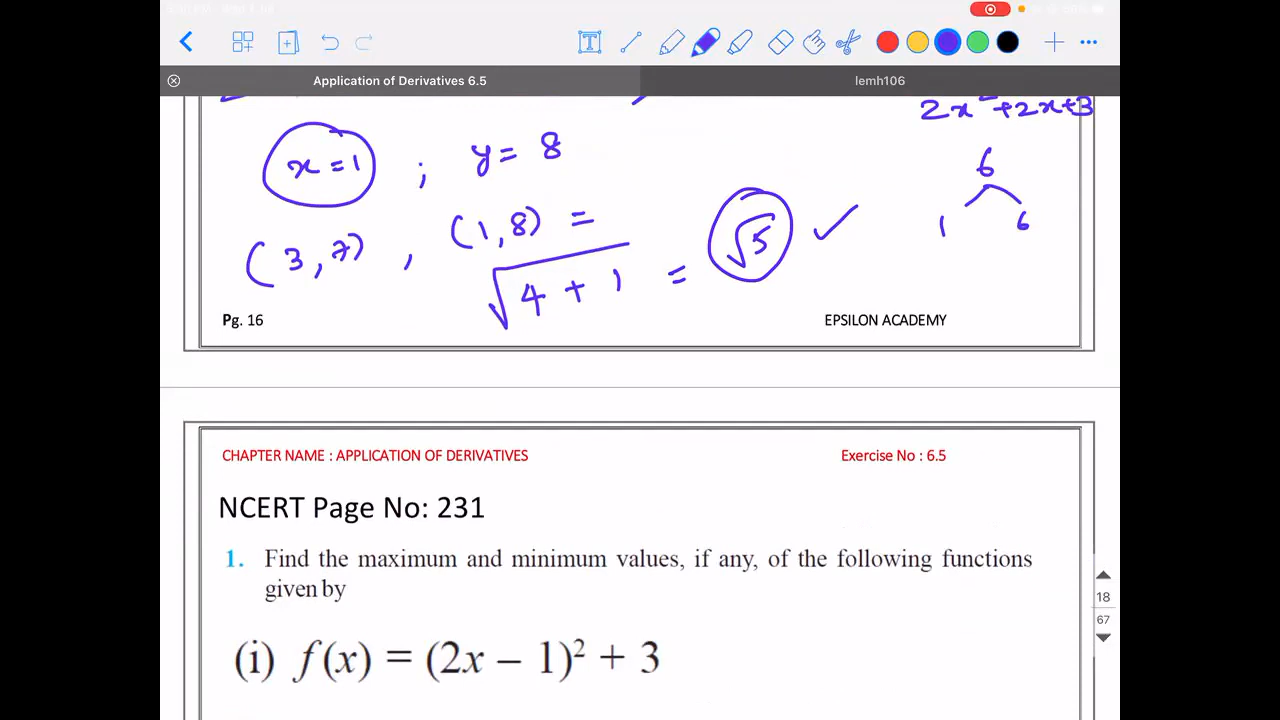 Application of Derivatives 6.5
lemh106
2x²+2x+3
x = 1 ; y = 8
6
1 6
(3,7) , (1,8) =
√4 + 1 = √5 ✓
Pg. 16
EPSILON ACADEMY
CHAPTER NAME : APPLICATION OF DERIVATIVES
Exercise No : 6.5
NCERT Page No: 231
1. Find the maximum and minimum values, if any, of the following functions
given by
(i) f(x) = (2x – 1)² + 3
18
67